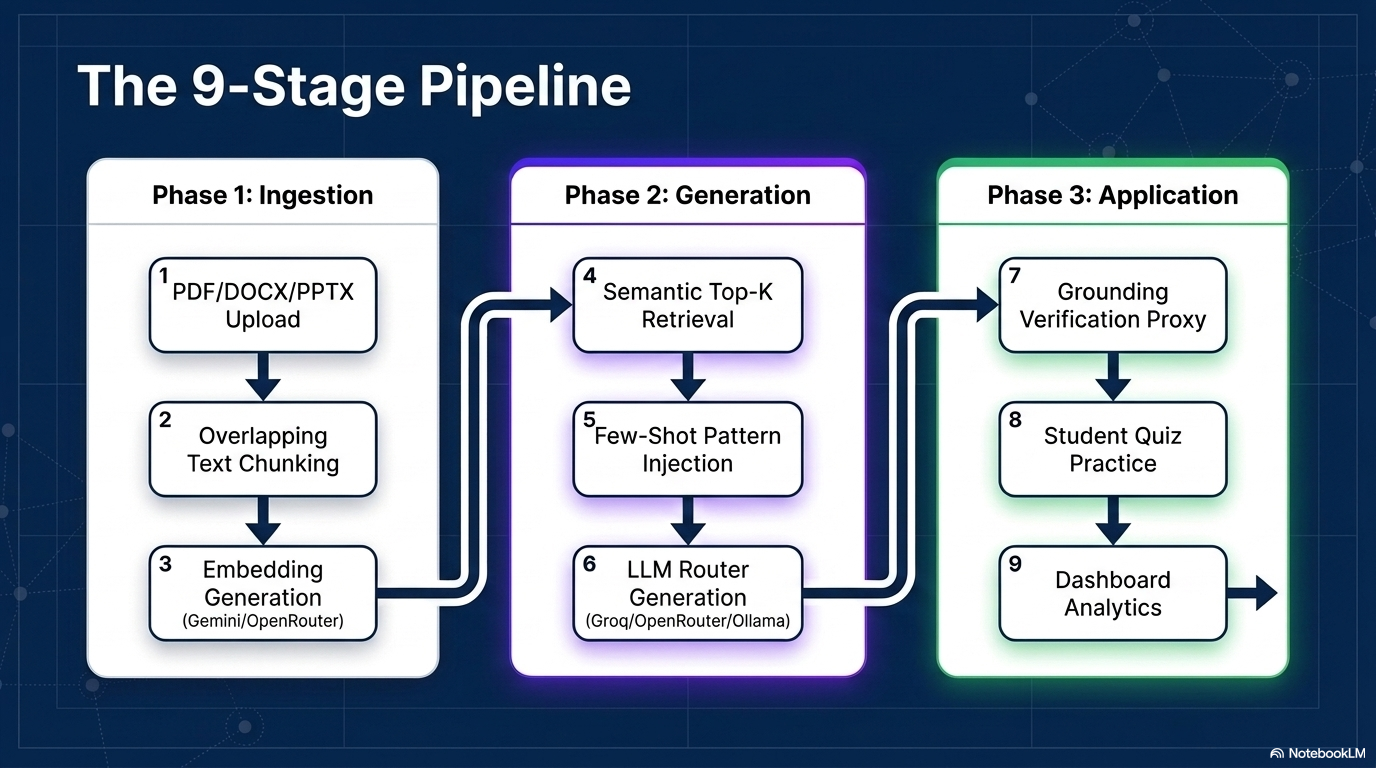 The 9-Stage Pipeline
Phase 1: Ingestion
1
PDF/DOCX/PPTX
Upload
2
Overlapping
Text Chunking
3
Embedding
Generation
(Gemini/OpenRouter)
Phase 2: Generation
4
Semantic Top-K
Retrieval
5
Few-Shot Pattern
Injection
6
LLM Router
Generation
(Groq/OpenRouter/Ollama)
Phase 3: Application
7
Grounding
Verification Proxy
8
Student Quiz
Practice
9
Dashboard
Analytics
NotebookLM